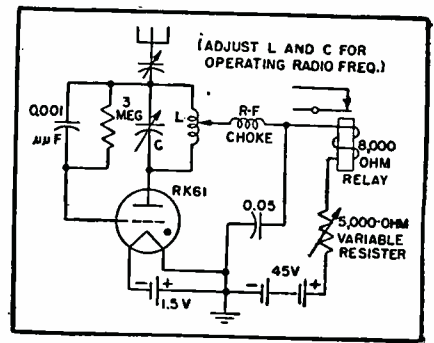 (ADJUST L AND C FOR
OPERATING RADIO FREQ.)
0.001
μμF
3
MEG
C
L
R-F
CHOKE
8,000
OHM
RELAY
RK61
0.05
5,000-OHM
VARIABLE
RESISTER
- +
1.5 V
45V
- +